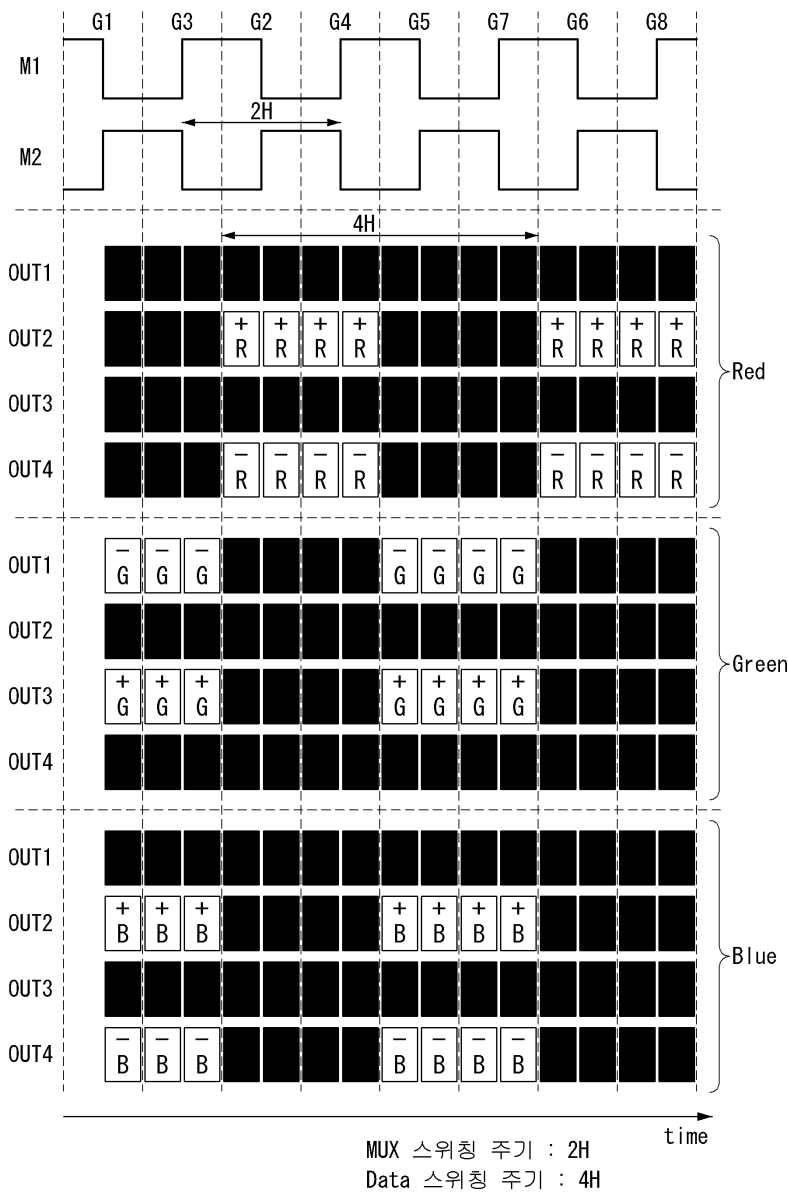 G1 G3 G2 G4 G5 G7 G6 G8
M1
2H
M2
4H
OUT1
+ + + + + + + +
OUT2 R R R R R R R R
Red
OUT3
− − − − − − − −
OUT4 R R R R R R R R
− − − − − − −
OUT1 G G G G G G G
OUT2
Green
+ + + + + + +
OUT3 G G G G G G G
OUT4
OUT1
+ + + + + + +
OUT2 B B B B B B B
Blue
OUT3
− − − − − − −
OUT4 B B B B B B B
time
MUX 스위칭 주기 : 2H
Data 스위칭 주기 : 4H